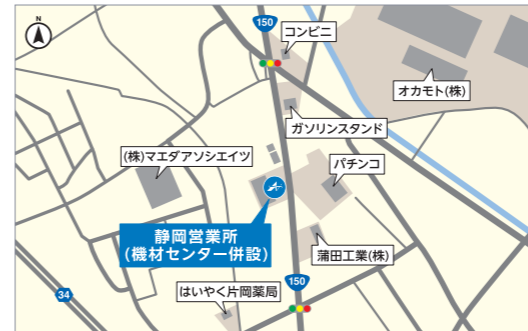 N
150
コンビニ
オカモト(株)
ガソリンスタンド
(株)マエダアソシエイツ
パチンコ
静岡営業所
(機材センター併設)
蒲田工業(株)
150
34
はいやく片岡薬局